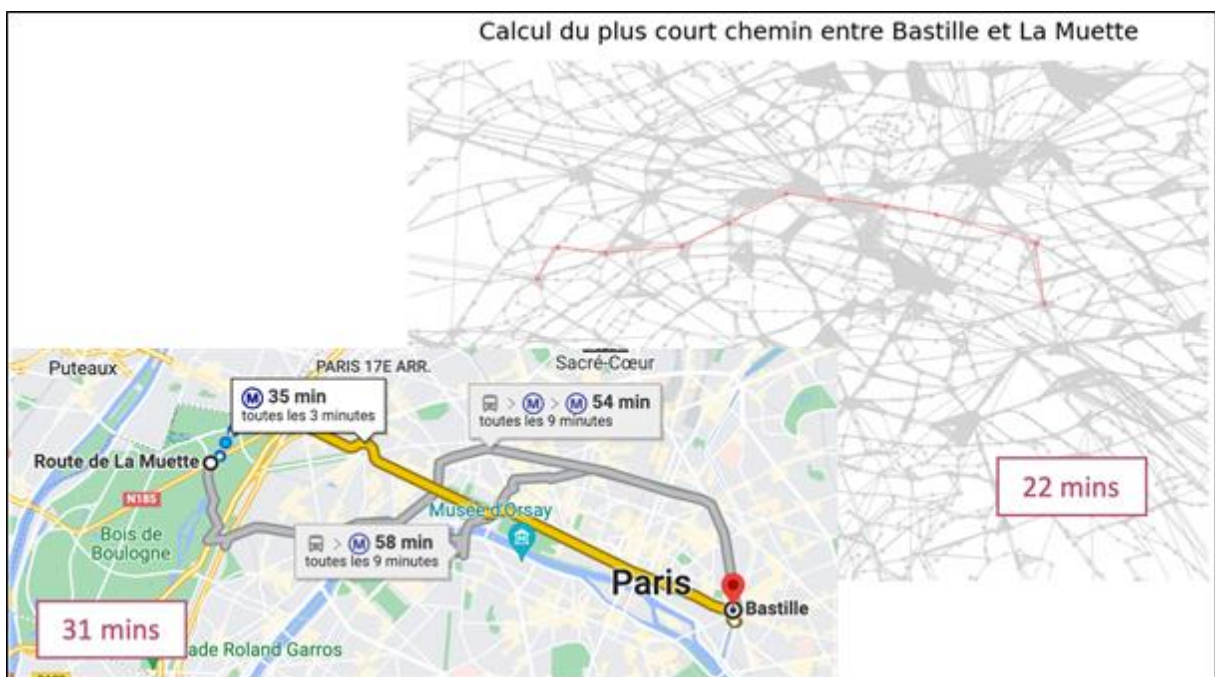 Calcul du plus court chemin entre Bastille et La Muette
Puteaux
PARIS 17E ARR.
Sacré-Cœur
M 35 min
toutes les 3 minutes
> M > M 54 min
toutes les 9 minutes
Route de La Muette
N185
Bois de
Boulogne
Musée d'Orsay
> M 58 min
toutes les 9 minutes
22 mins
Paris
Bastille
31 mins
ade Roland Garros